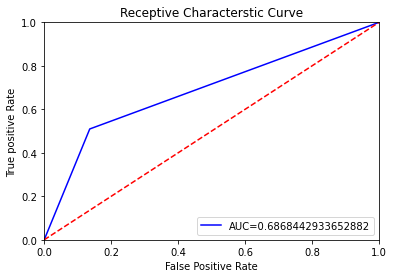 Receptive Characterstic Curve
1.0
0.8
0.6
0.4
0.2
0.0
True positive Rate
AUC=0.6868442933652882
0.0 0.2 0.4 0.6 0.8 1.0
False Positive Rate